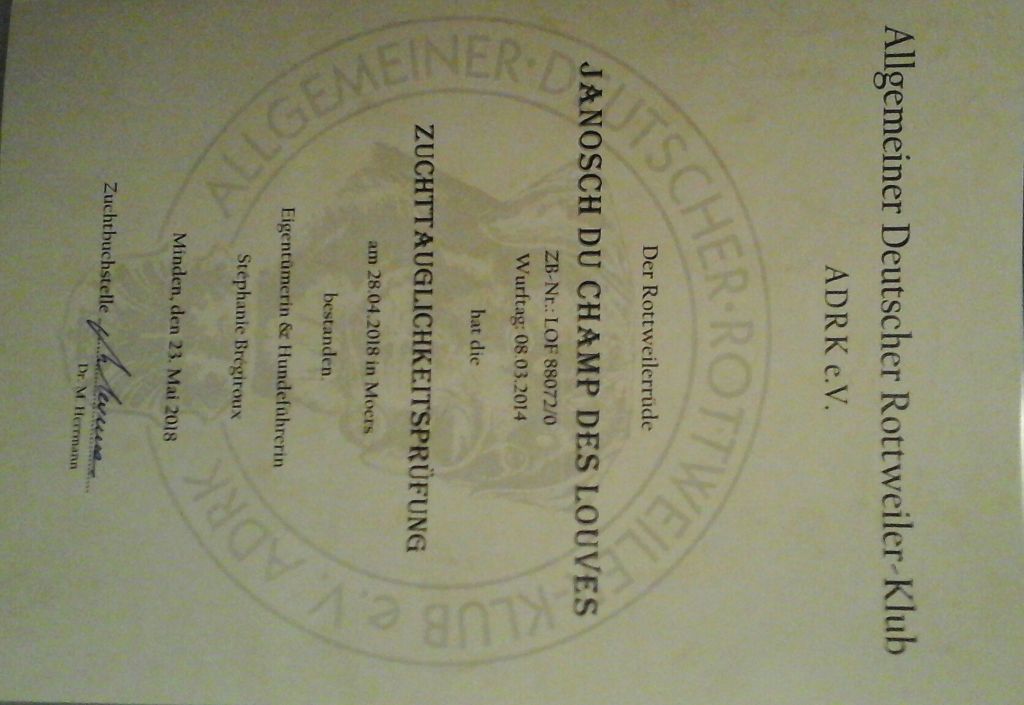 Allgemeiner Deutscher Rottweiler-Klub
ADRK e.V.
Der Rottweilerrüde
JANOSCH DU CHAMP DES LOUVES
ZB-Nr.: LOF 88072/0
Wurftag: 08.03.2014
hat die
ZUCHTTAUGLICHKEITSPRÜFUNG
am 28.04.2018 in Moers
bestanden.
Eigentümerin & Hundeführerin
Stephanie Brégiroux
Minden, den 23. Mai 2018
Zuchtbuchstelle
Dr. M. Herrmann
ALLGEMEINER·DEUTSCHER·ROTTWEILER-KLUB e.V. ADRK